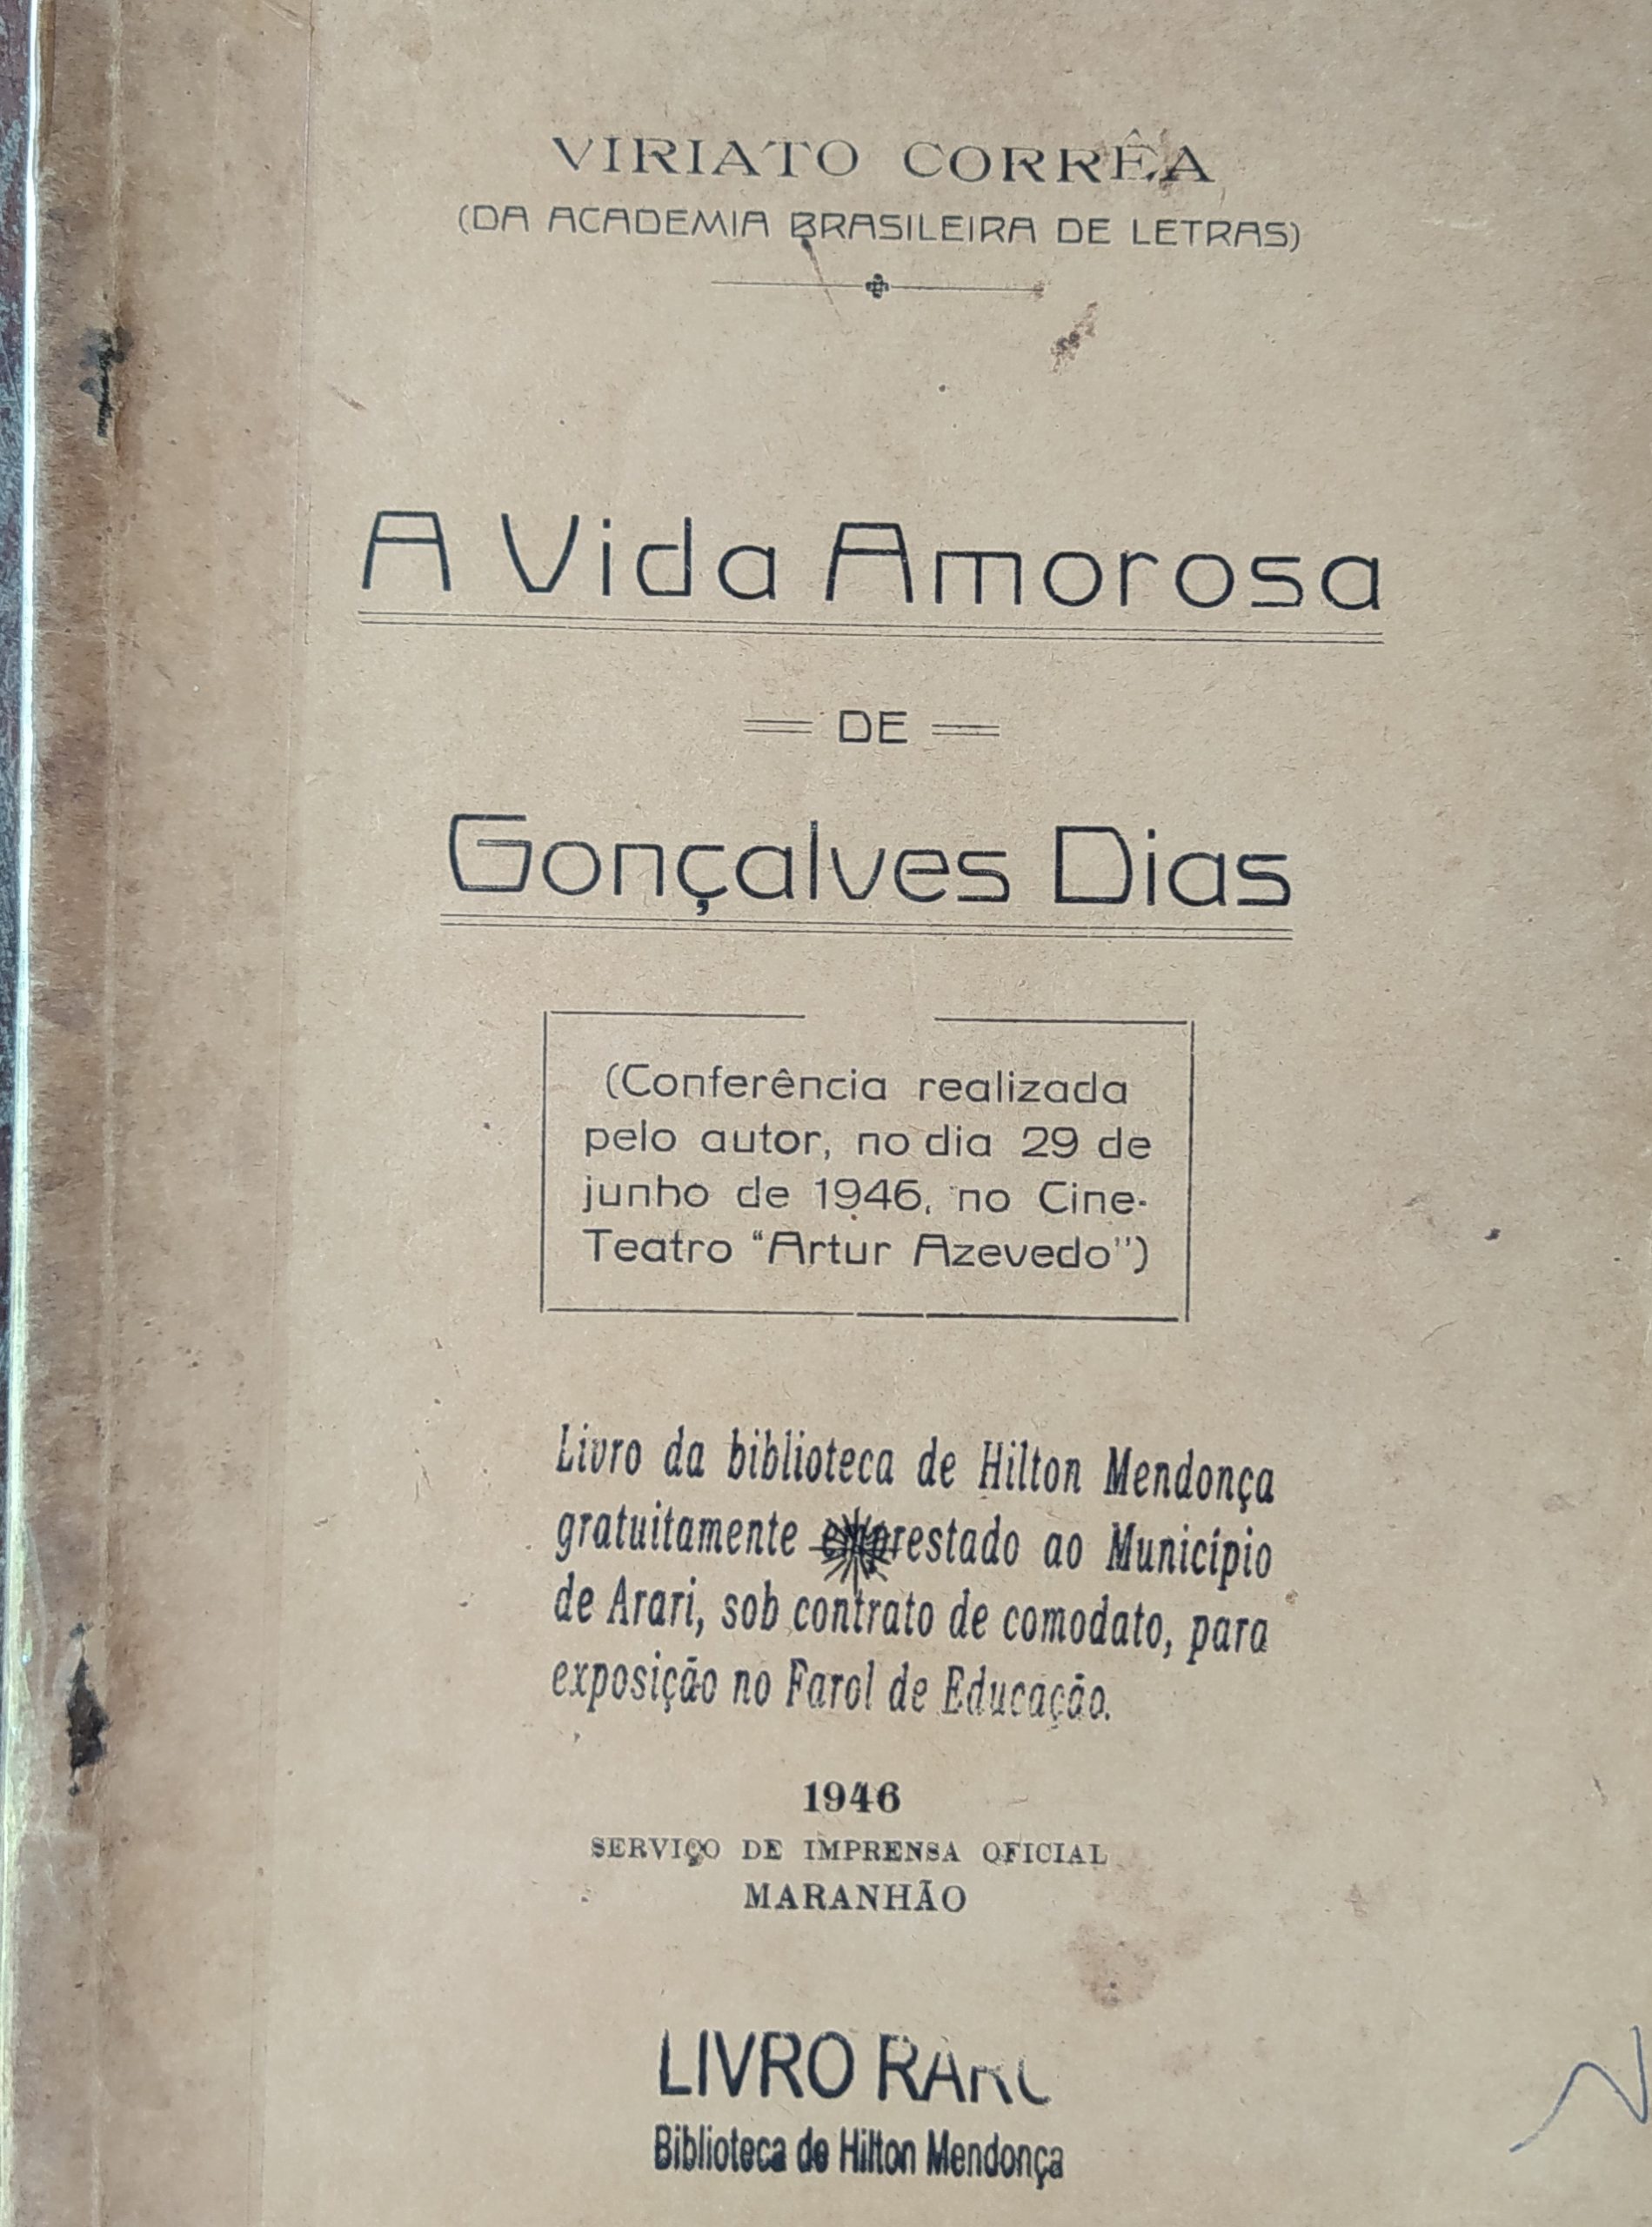 VIRIATO CORRÊA
(DA ACADEMIA BRASILEIRA DE LETRAS)
A Vida Amorosa
DE
Gonçalves Dias
(Conferência realizada
pelo autor, no dia 29 de
junho de 1946, no Cine-
Teatro “Artur Azevedo”)
Livro da biblioteca de Hilton Mendonça
gratuitamente emprestado ao Município
de Arari, sob contrato de comodato, para
exposição no Farol de Educação.
1946
SERVIÇO DE IMPRENSA OFICIAL
MARANHÃO
LIVRO RARO
Biblioteca de Hilton Mendonça